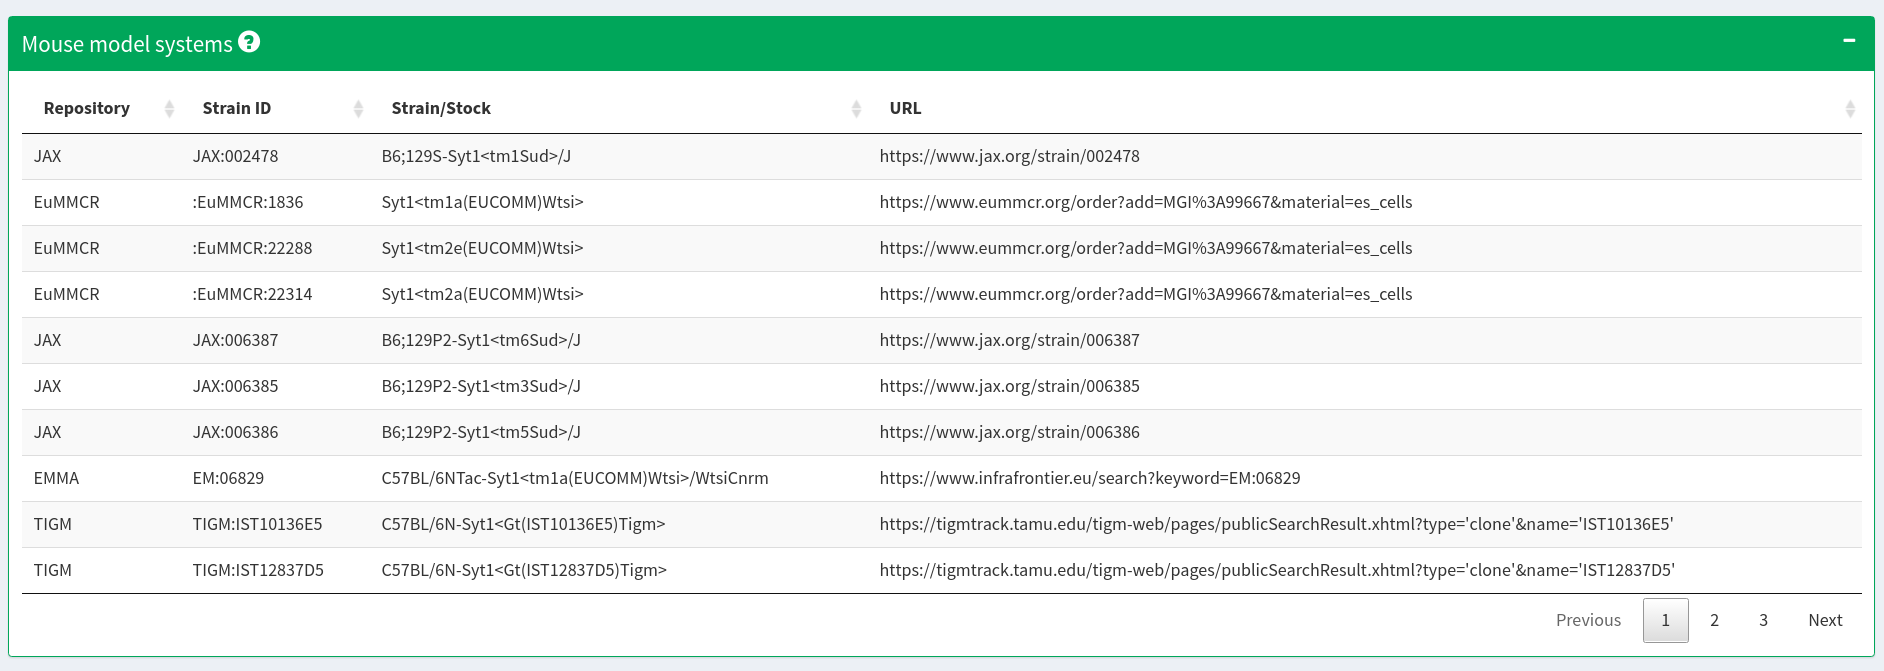 Mouse model systems
Repository Strain ID Strain/Stock URL
JAX JAX:002478 B6;129S-Syt1<tm1Sud>/J https://www.jax.org/strain/002478
EuMMCR :EuMMCR:1836 Syt1<tm1a(EUCOMM)Wtsi> https://www.eummcr.org/order?add=MGI%3A99667&material=es_cells
EuMMCR :EuMMCR:22288 Syt1<tm2e(EUCOMM)Wtsi> https://www.eummcr.org/order?add=MGI%3A99667&material=es_cells
EuMMCR :EuMMCR:22314 Syt1<tm2a(EUCOMM)Wtsi> https://www.eummcr.org/order?add=MGI%3A99667&material=es_cells
JAX JAX:006387 B6;129P2-Syt1<tm6Sud>/J https://www.jax.org/strain/006387
JAX JAX:006385 B6;129P2-Syt1<tm3Sud>/J https://www.jax.org/strain/006385
JAX JAX:006386 B6;129P2-Syt1<tm5Sud>/J https://www.jax.org/strain/006386
EMMA EM:06829 C57BL/6NTac-Syt1<tm1a(EUCOMM)Wtsi>/WtsiCnrm https://www.infrafrontier.eu/search?keyword=EM:06829
TIGM TIGM:IST10136E5 C57BL/6N-Syt1<Gt(IST10136E5)Tigm> https://tigmtrack.tamu.edu/tigm-web/pages/publicSearchResult.xhtml?type='clone'&name='IST10136E5'
TIGM TIGM:IST12837D5 C57BL/6N-Syt1<Gt(IST12837D5)Tigm> https://tigmtrack.tamu.edu/tigm-web/pages/publicSearchResult.xhtml?type='clone'&name='IST12837D5'
Previous 1 2 3 Next